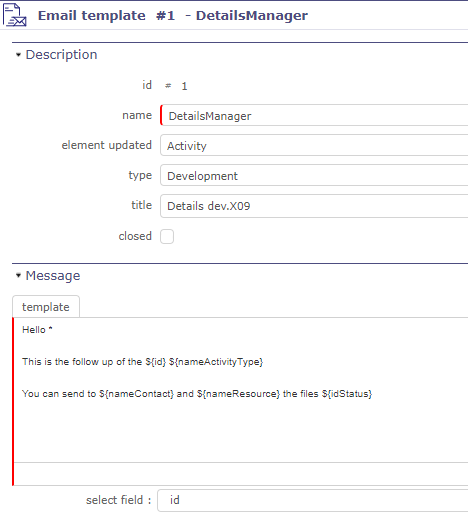 Email template #1 - DetailsManager
Description
id # 1
name DetailsManager
element updated Activity
type Development
title Details dev.X09
closed
Message
template
Hello *
This is the follow up of the ${id} ${nameActivityType}
You can send to ${nameContact} and ${nameResource} the files ${idStatus}
select field : id